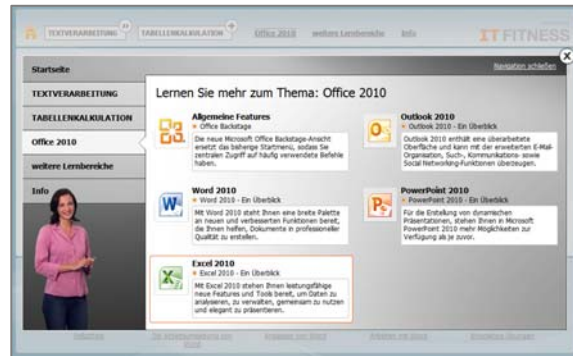 TEXTVERARBEITUNG
TABELLENKALKULATION
Office 2010
weitere Lernbereiche
Info
IT FITNESS
Startseite
Navigation schließen
TEXTVERARBEITUNG
TABELLENKALKULATION
Office 2010
weitere Lernbereiche
Info
Lernen Sie mehr zum Thema: Office 2010
Allgemeine Features
Office Backstage
Die neue Microsoft Office Backstage-Ansicht
ersetzt das bisherige Startmenü, sodass Sie
zentralen Zugriff auf häufig verwendete Befehle
haben.
Outlook 2010
Outlook 2010 - Ein Überblick
Outlook 2010 enthält eine überarbeitete
Oberfläche und kann mit der erweiterten E-Mail-
Organisation, Such-, Kommunikations- sowie
Social Networking-Funktionen überzeugen.
Word 2010
Word 2010 - Ein Überblick
Mit Word 2010 steht Ihnen eine breite Palette
an neuen und verbesserten Funktionen bereit,
die Ihnen helfen, Dokumente in professioneller
Qualität zu erstellen.
PowerPoint 2010
PowerPoint 2010 - Ein Überblick
Für die Erstellung von dynamischen
Präsentationen, stehen Ihnen in Microsoft
PowerPoint 2010 mehr Möglichkeiten zur
Verfügung als je zuvor.
Excel 2010
Excel 2010 - Ein Überblick
Mit Excel 2010 stehen Ihnen leistungsfähige
neue Features und Tools bereit, um Daten zu
analysieren, zu verwalten, gemeinsam zu nutzen
und elegant zu präsentieren.